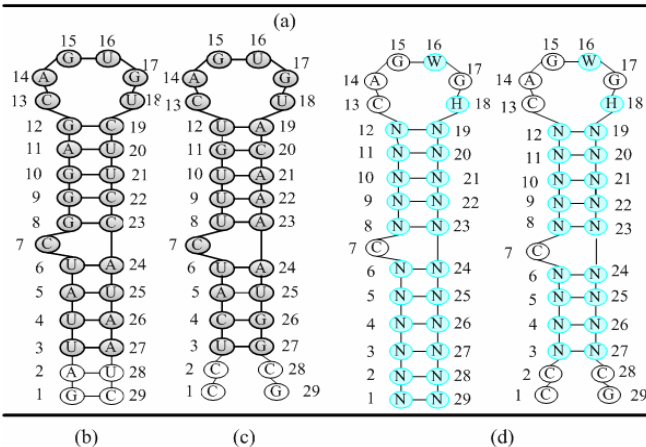 (a)
15 16 15 16 15 16 15 16
G U 17 G U 17 G W 17 G W 17
14 A G 14 A G 14 A G 14 A G
13 C U 18 13 C U 18 13 C H 18 13 C H 18
12 G C 19 12 U A 19 12 N N 19 12 N N 19
11 A U 20 11 G C 20 11 N N 20 11 N N 20
10 G U 21 10 U A 21 10 N N 21 10 N N 21
9 G C 22 9 U A 22 9 N N 22 9 N N 22
8 G C 23 8 U A 23 8 N N 23 8 N N 23
7 C 7 C 7 C 7 C
6 U A 24 6 U A 24 6 N N 24 6 N N 24
5 A U 25 5 A U 25 5 N N 25 5 N N 25
4 U A 26 4 C G 26 4 N N 26 4 N N 26
3 U A 27 3 U G 27 3 N N 27 3 N N 27
2 A U 28 2 C C 28 2 N N 28 2 C C 28
1 G C 29 1 C G 29 1 N N 29 1 C G 29
(b) (c) (d)